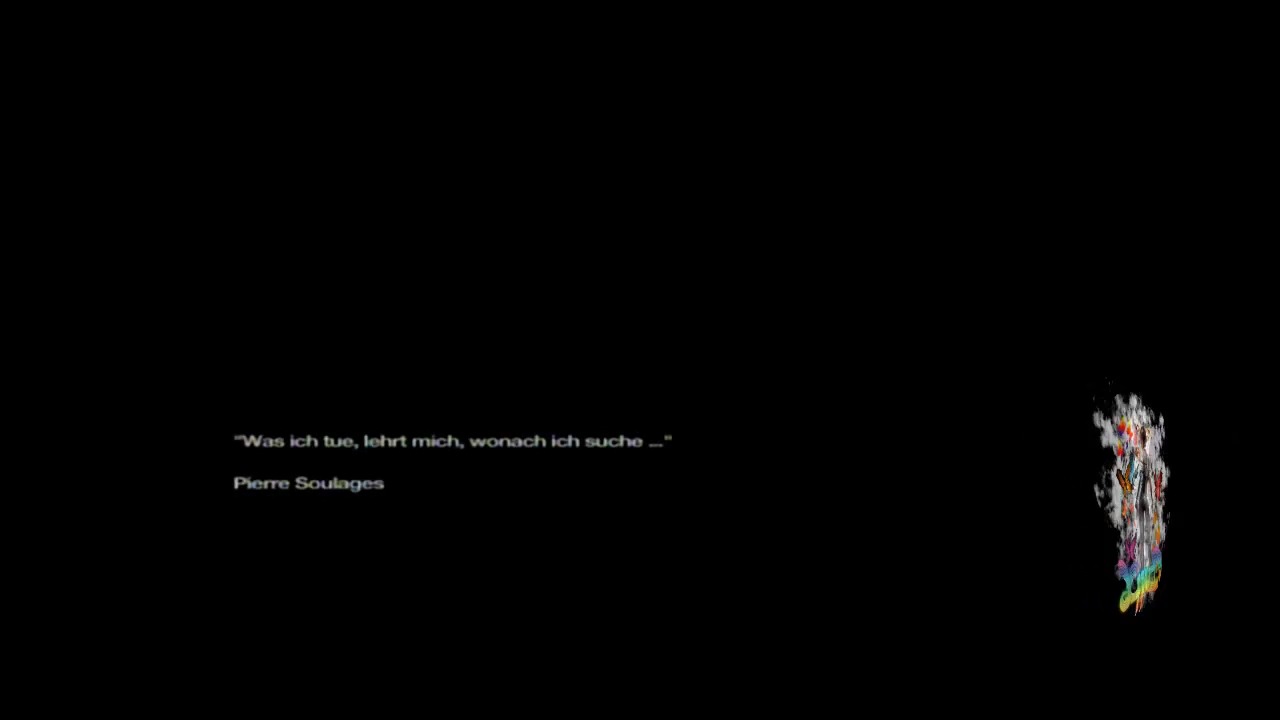 "Was ich tue, lehrt mich, wonach ich suche ..."
Pierre Soulages